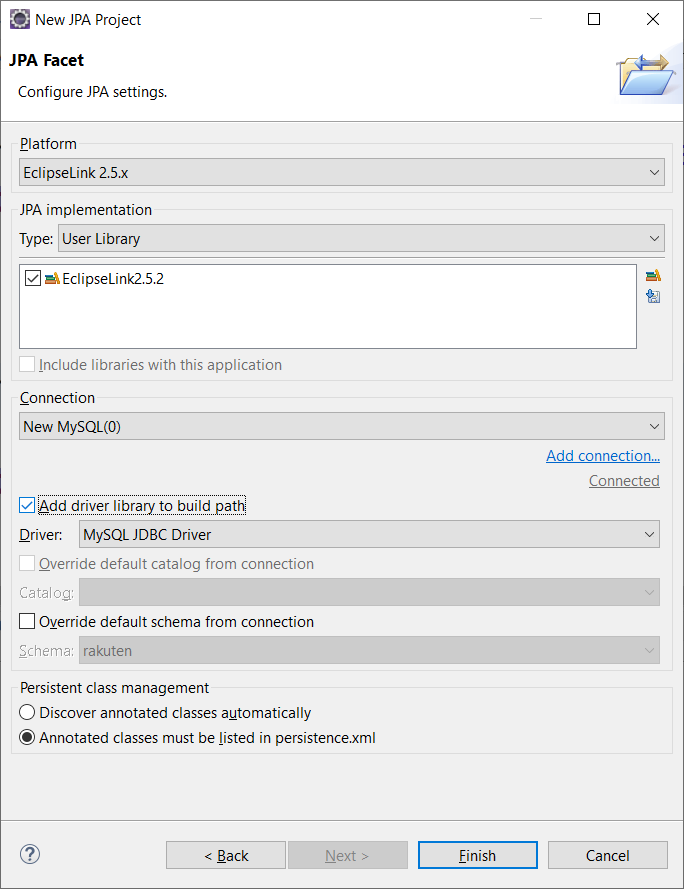 New JPA Project
JPA Facet
Configure JPA settings.
Platform
EclipseLink 2.5.x
JPA implementation
Type: User Library
EclipseLink2.5.2
Include libraries with this application
Connection
New MySQL(0)
Add connection...
Connected
Add driver library to build path
Driver: MySQL JDBC Driver
Override default catalog from connection
Catalog:
Override default schema from connection
Schema: rakuten
Persistent class management
Discover annotated classes automatically
Annotated classes must be listed in persistence.xml
? < Back Next > Finish Cancel